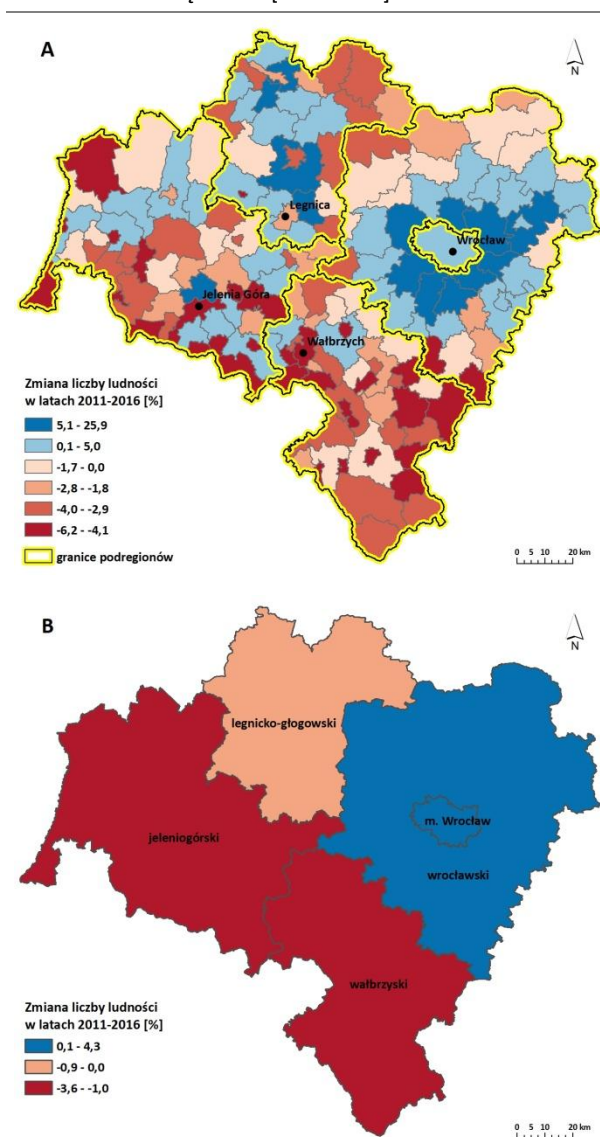 A
N
Legnica
Wrocław
Jelenia Góra
Wałbrzych
Zmiana liczby ludności
w latach 2011-2016 [%]
5,1 - 25,9
0,1 - 5,0
-1,7 - 0,0
-2,8 - -1,8
-4,0 - -2,9
-6,2 - -4,1
granice podregionów
0 5 10 20 km
B
N
legnicko-głogowski
m. Wrocław
jeleniogórski
wrocławski
wałbrzyski
Zmiana liczby ludności
w latach 2011-2016 [%]
0,1 - 4,3
-0,9 - 0,0
-3,6 - -1,0
0 5 10 20 km